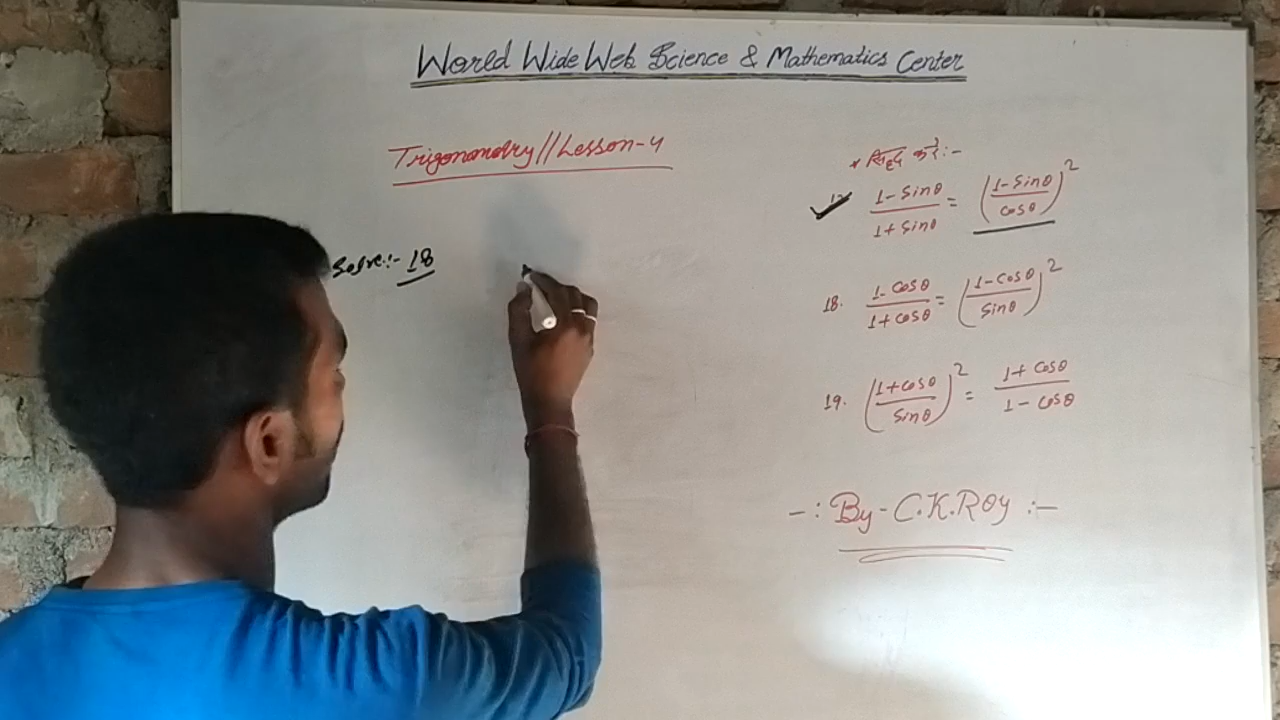 World Wide Web Science & Mathematics Center
Trigonometry//Lesson-4
Solve:- 18
* सिद्ध करें:-
(1-Sinθ)/(1+Sinθ) = ((1-Sinθ)/cosθ)²
18. (1-Cosθ)/(1+cosθ) = ((1-Cosθ)/Sinθ)²
19. ((1+cosθ)/Sinθ)² = (1+Cosθ)/(1-Cosθ)
-: By - C.K.Roy :-